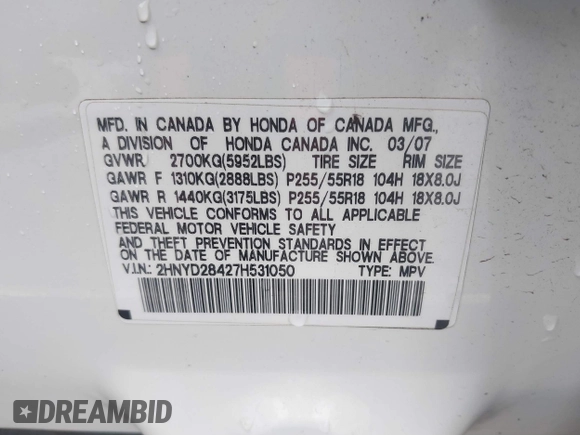 MFD. IN CANADA BY HONDA OF CANADA MFG.,
A DIVISION OF HONDA CANADA INC. 03/07
GVWR 2700KG(5952LBS) TIRE SIZE RIM SIZE
GAWR F 1310KG(2888LBS) P255/55R18 104H 18X8.0J
GAWR R 1440KG(3175LBS) P255/55R18 104H 18X8.0J
THIS VEHICLE CONFORMS TO ALL APPLICABLE
FEDERAL MOTOR VEHICLE SAFETY
AND THEFT PREVENTION STANDARDS IN EFFECT
ON THE DATE OF MANUFACTURE SHOWN ABOVE.
V.I.N.: 2HNYD28427H531050 TYPE: MPV
DREAMBID